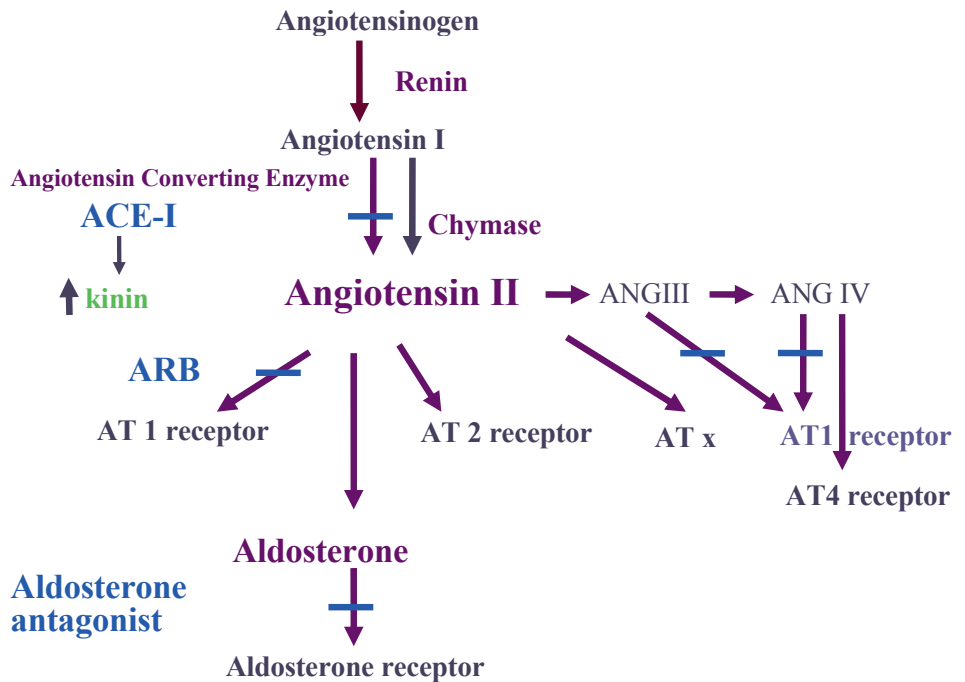 Angiotensinogen
Renin
Angiotensin I
Angiotensin Converting Enzyme
ACE-I
Chymase
kinin
Angiotensin II
ANGIII
ANG IV
ARB
AT 1 receptor
AT 2 receptor
AT x
AT1 receptor
AT4 receptor
Aldosterone
Aldosterone
antagonist
Aldosterone receptor